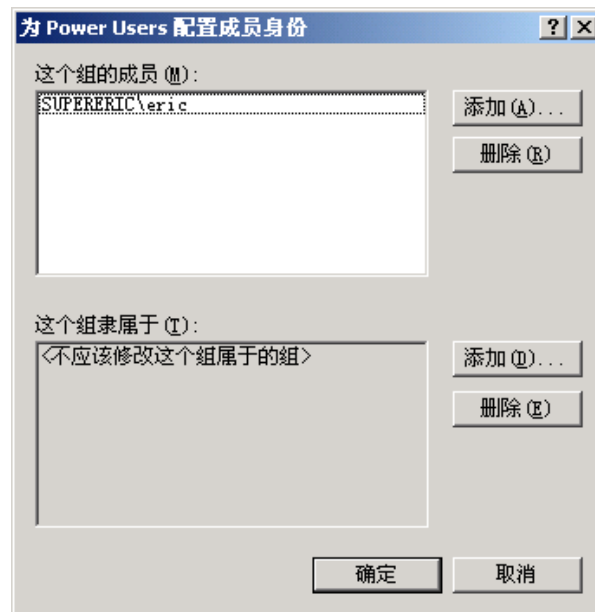 为 Power Users 配置成员身份
这个组的成员(M):
SUPERERIC\eric
添加(A)...
删除(R)
这个组隶属于(T):
<不应该修改这个组属于的组>
添加(D)...
删除(E)
确定
取消